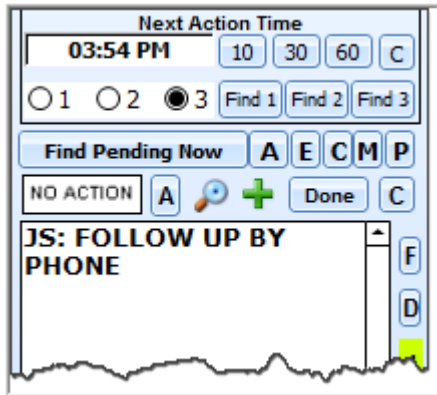 Next Action Time
03:54 PM 10 30 60 C
1 2 3 Find 1 Find 2 Find 3
Find Pending Now A E C M P
NO ACTION A Done C
JS: FOLLOW UP BY
PHONE
F
D